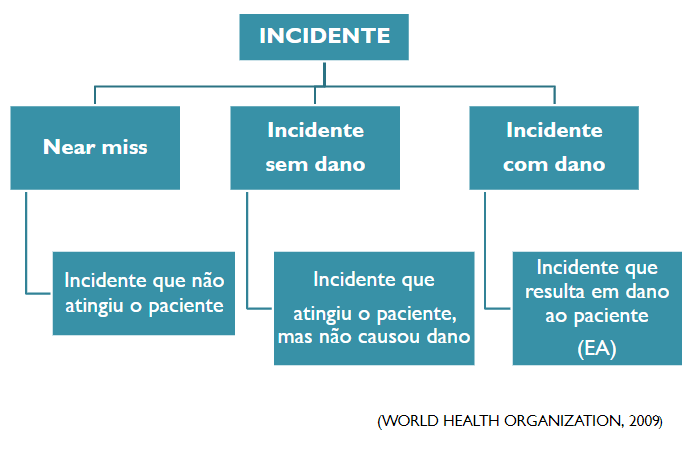 INCIDENTE
Near miss
Incidente
sem dano
Incidente
com dano
Incidente que não
atingiu o paciente
Incidente que
atingiu o paciente,
mas não causou dano
Incidente que
resulta em dano
ao paciente
(EA)
(WORLD HEALTH ORGANIZATION, 2009)